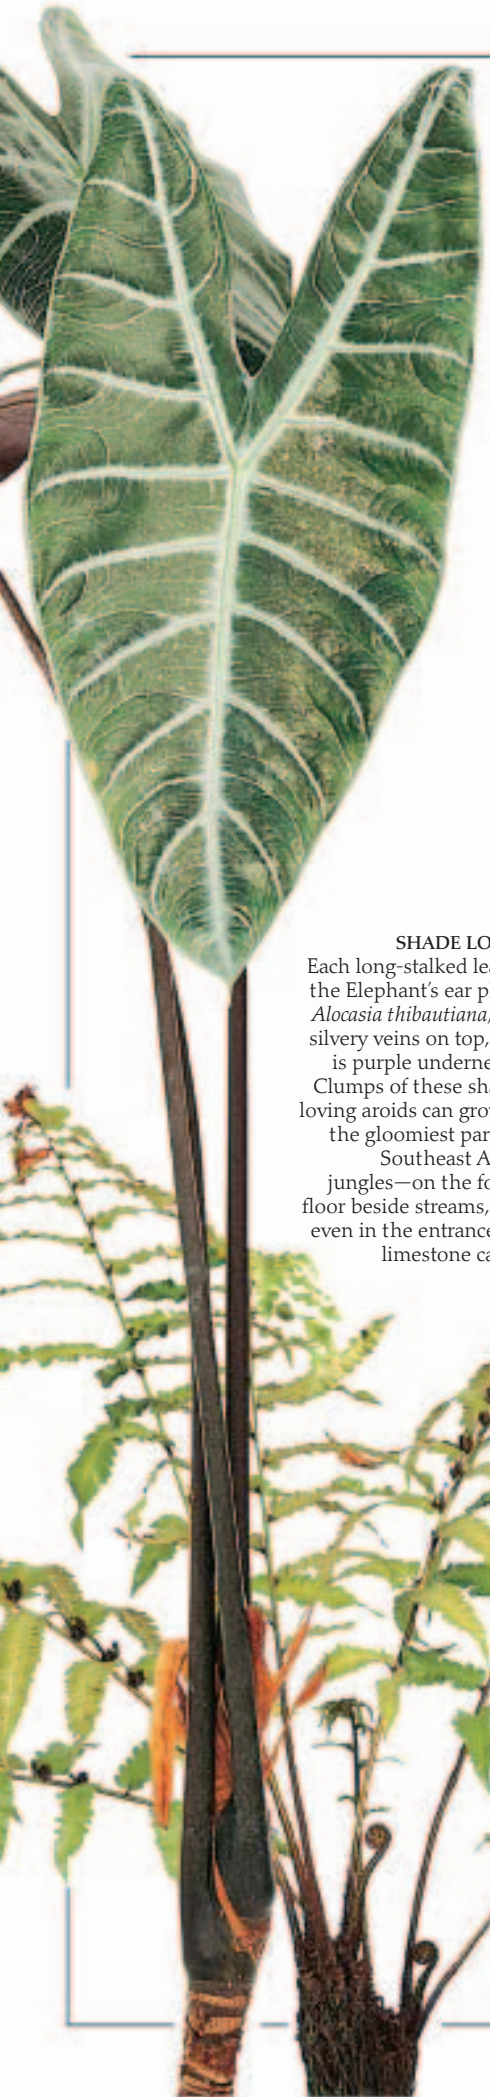 SHADE LO
Each long-stalked lea
the Elephant's ear p
Alocasia thibautiana,
silvery veins on top,
is purple underne
Clumps of these sha
loving aroids can grow
the gloomiest par
Southeast A
jungles—on the fo
floor beside streams,
even in the entrance
limestone ca